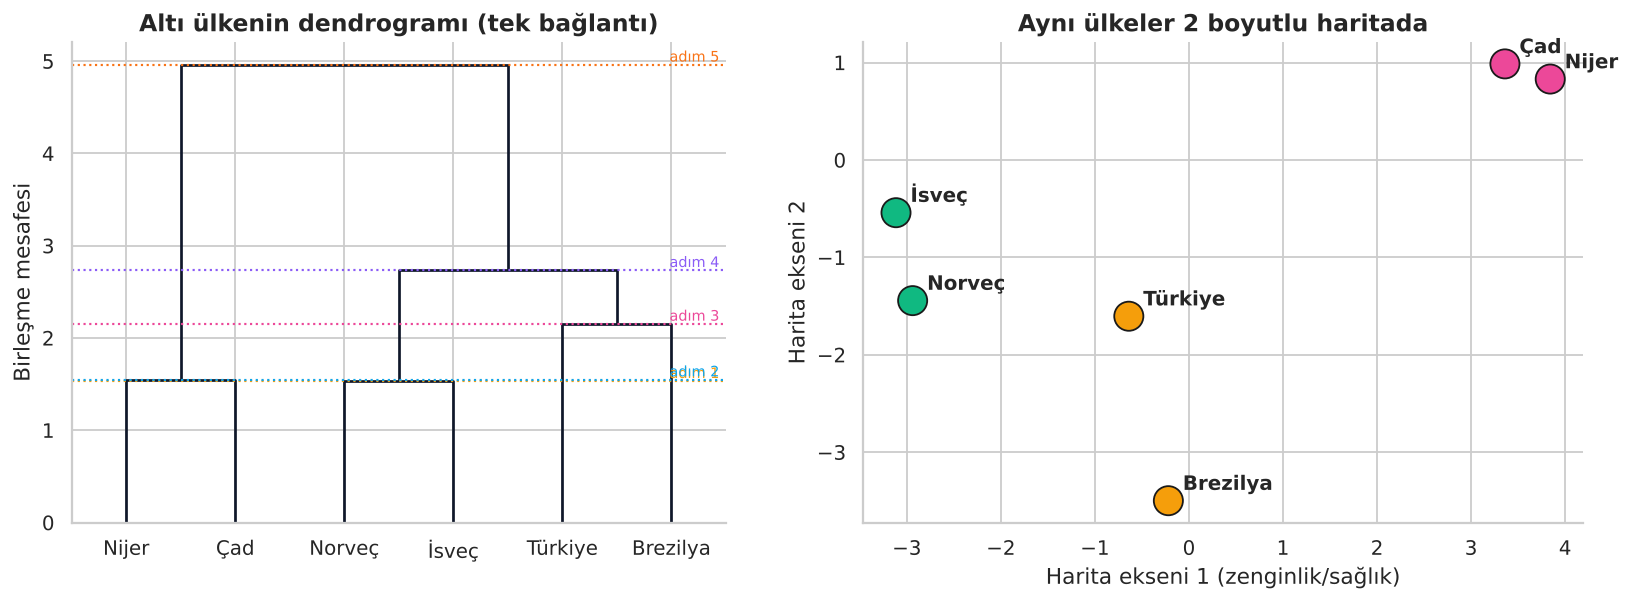 Altı ülkenin dendrogramı (tek bağlantı)
Birleşme mesafesi
5
4
3
2
1
0
adım 5
adım 4
adım 3
adım 2
adım 1
Nijer
Çad
Norveç
İsveç
Türkiye
Brezilya
Aynı ülkeler 2 boyutlu haritada
Harita ekseni 2
1
0
−1
−2
−3
Çad
Nijer
İsveç
Norveç
Türkiye
Brezilya
−3
−2
−1
0
1
2
3
4
Harita ekseni 1 (zenginlik/sağlık)